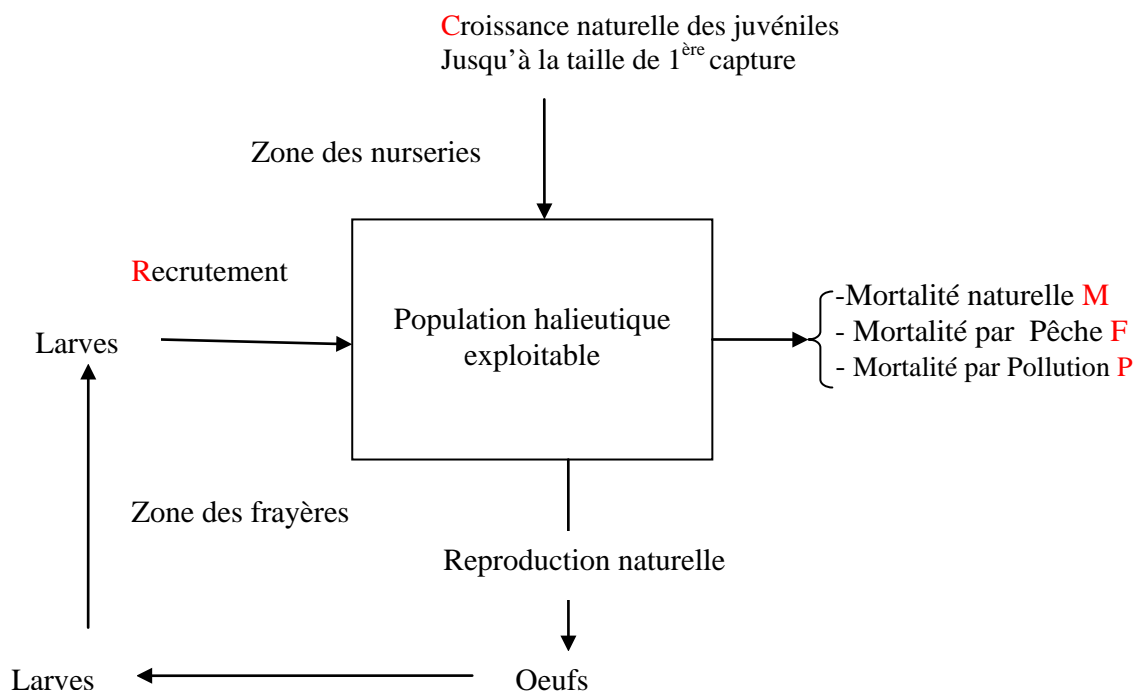 Croissance naturelle des juvéniles
Jusqu’à la taille de 1ère capture
Zone des nurseries
Recrutement
Population halieutique
exploitable
-Mortalité naturelle M
- Mortalité par Pêche F
- Mortalité par Pollution P
Larves
Zone des frayères
Reproduction naturelle
Larves
Oeufs